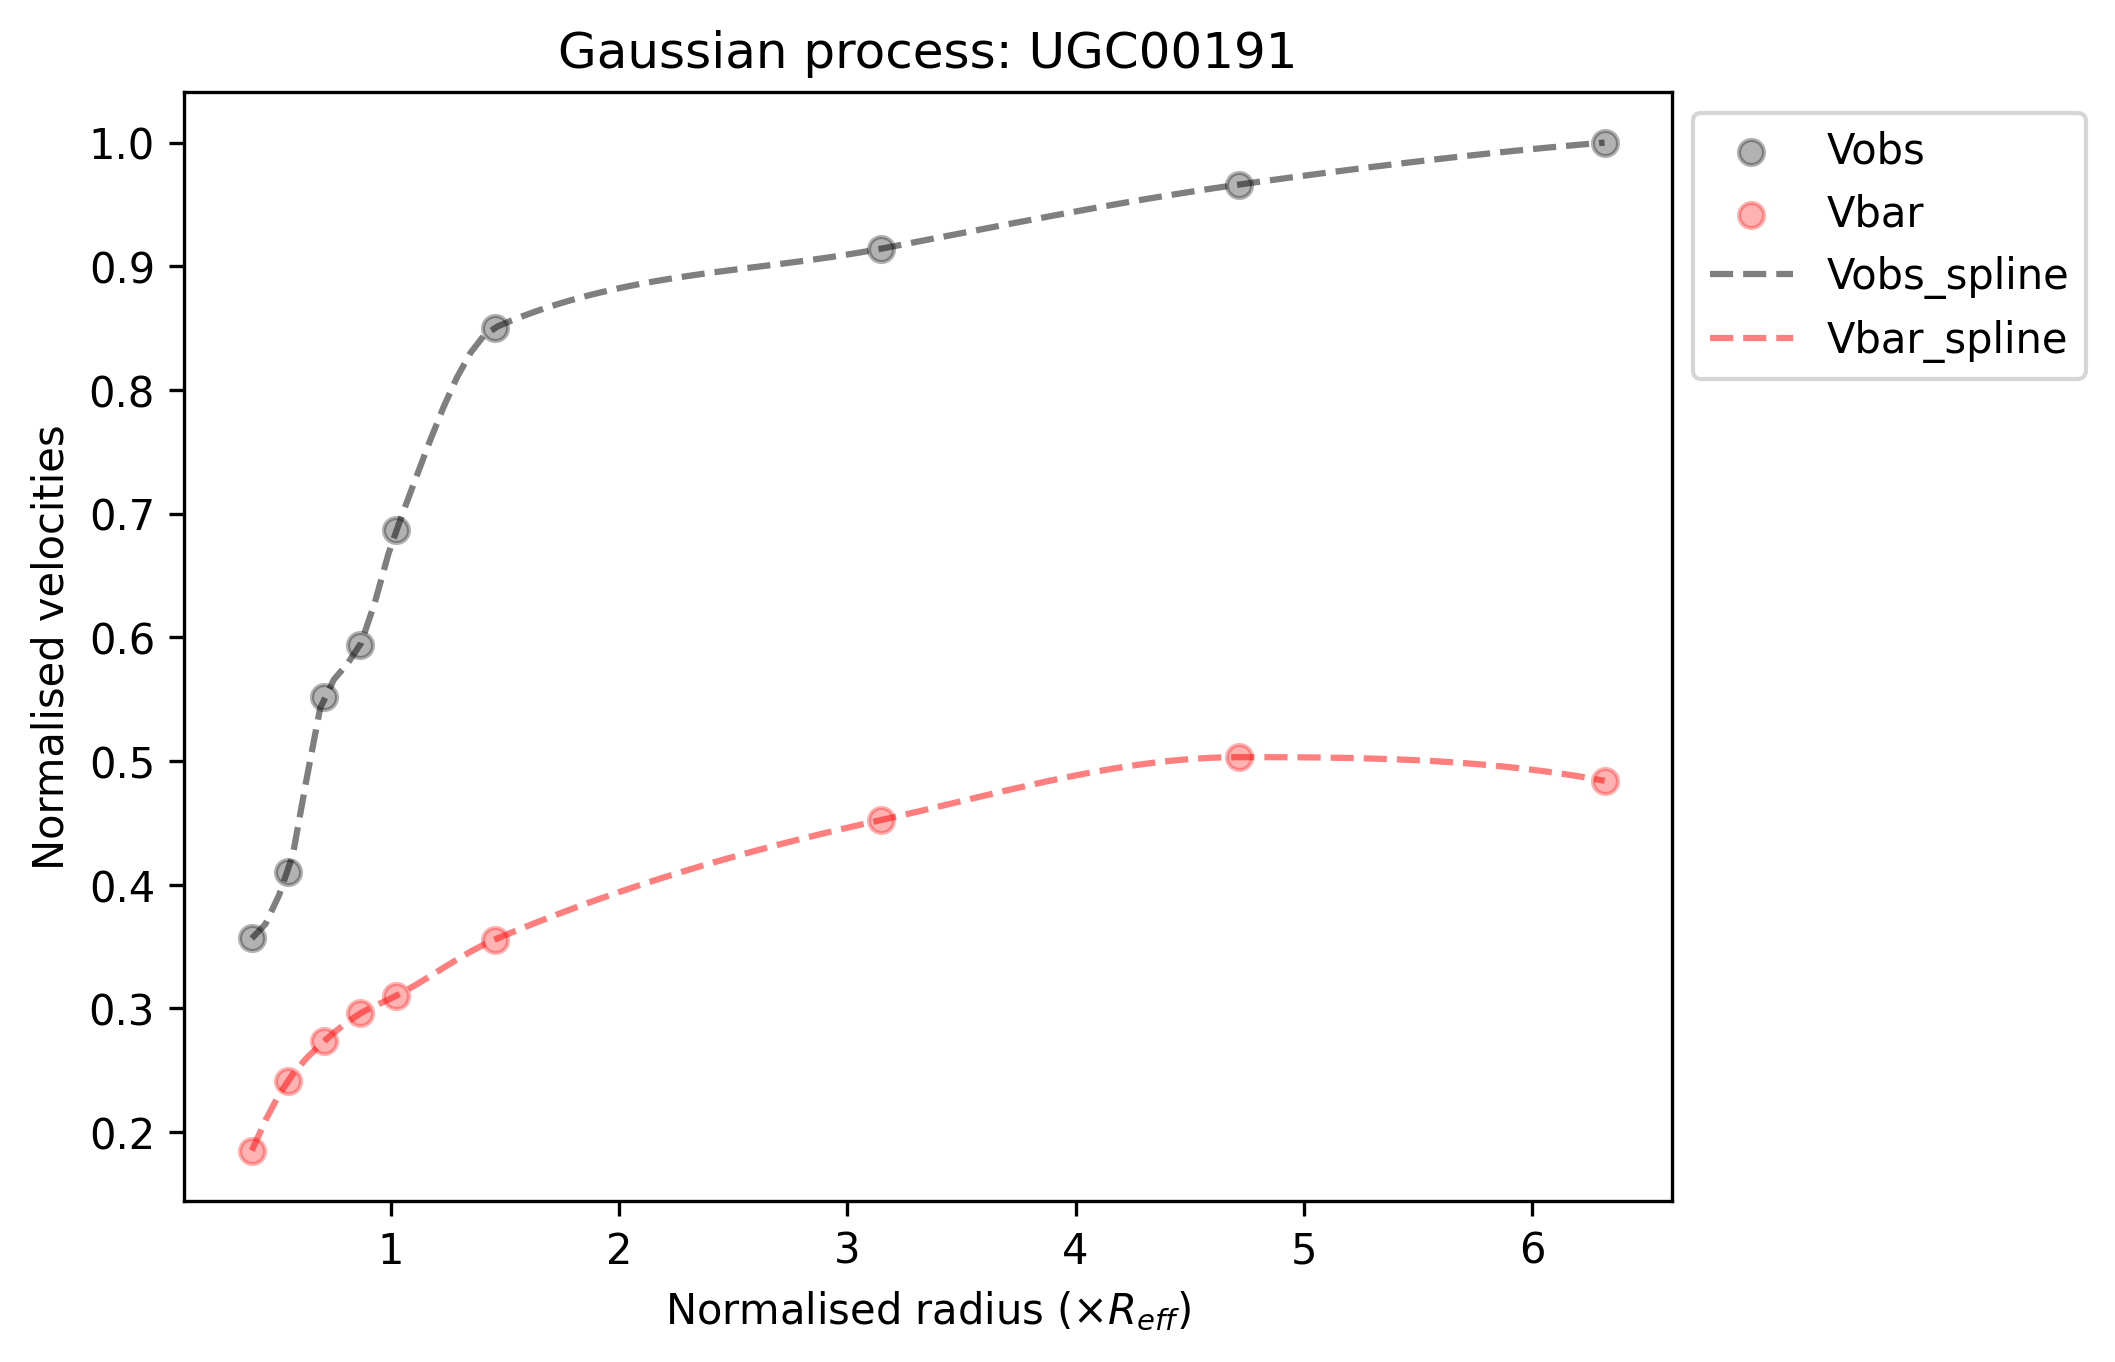 Gaussian process: UGC00191
Normalised velocities
1.0
0.9
0.8
0.7
0.6
0.5
0.4
0.3
0.2
1 2 3 4 5 6
Normalised radius (×R_eff)
Vobs
Vbar
Vobs_spline
Vbar_spline